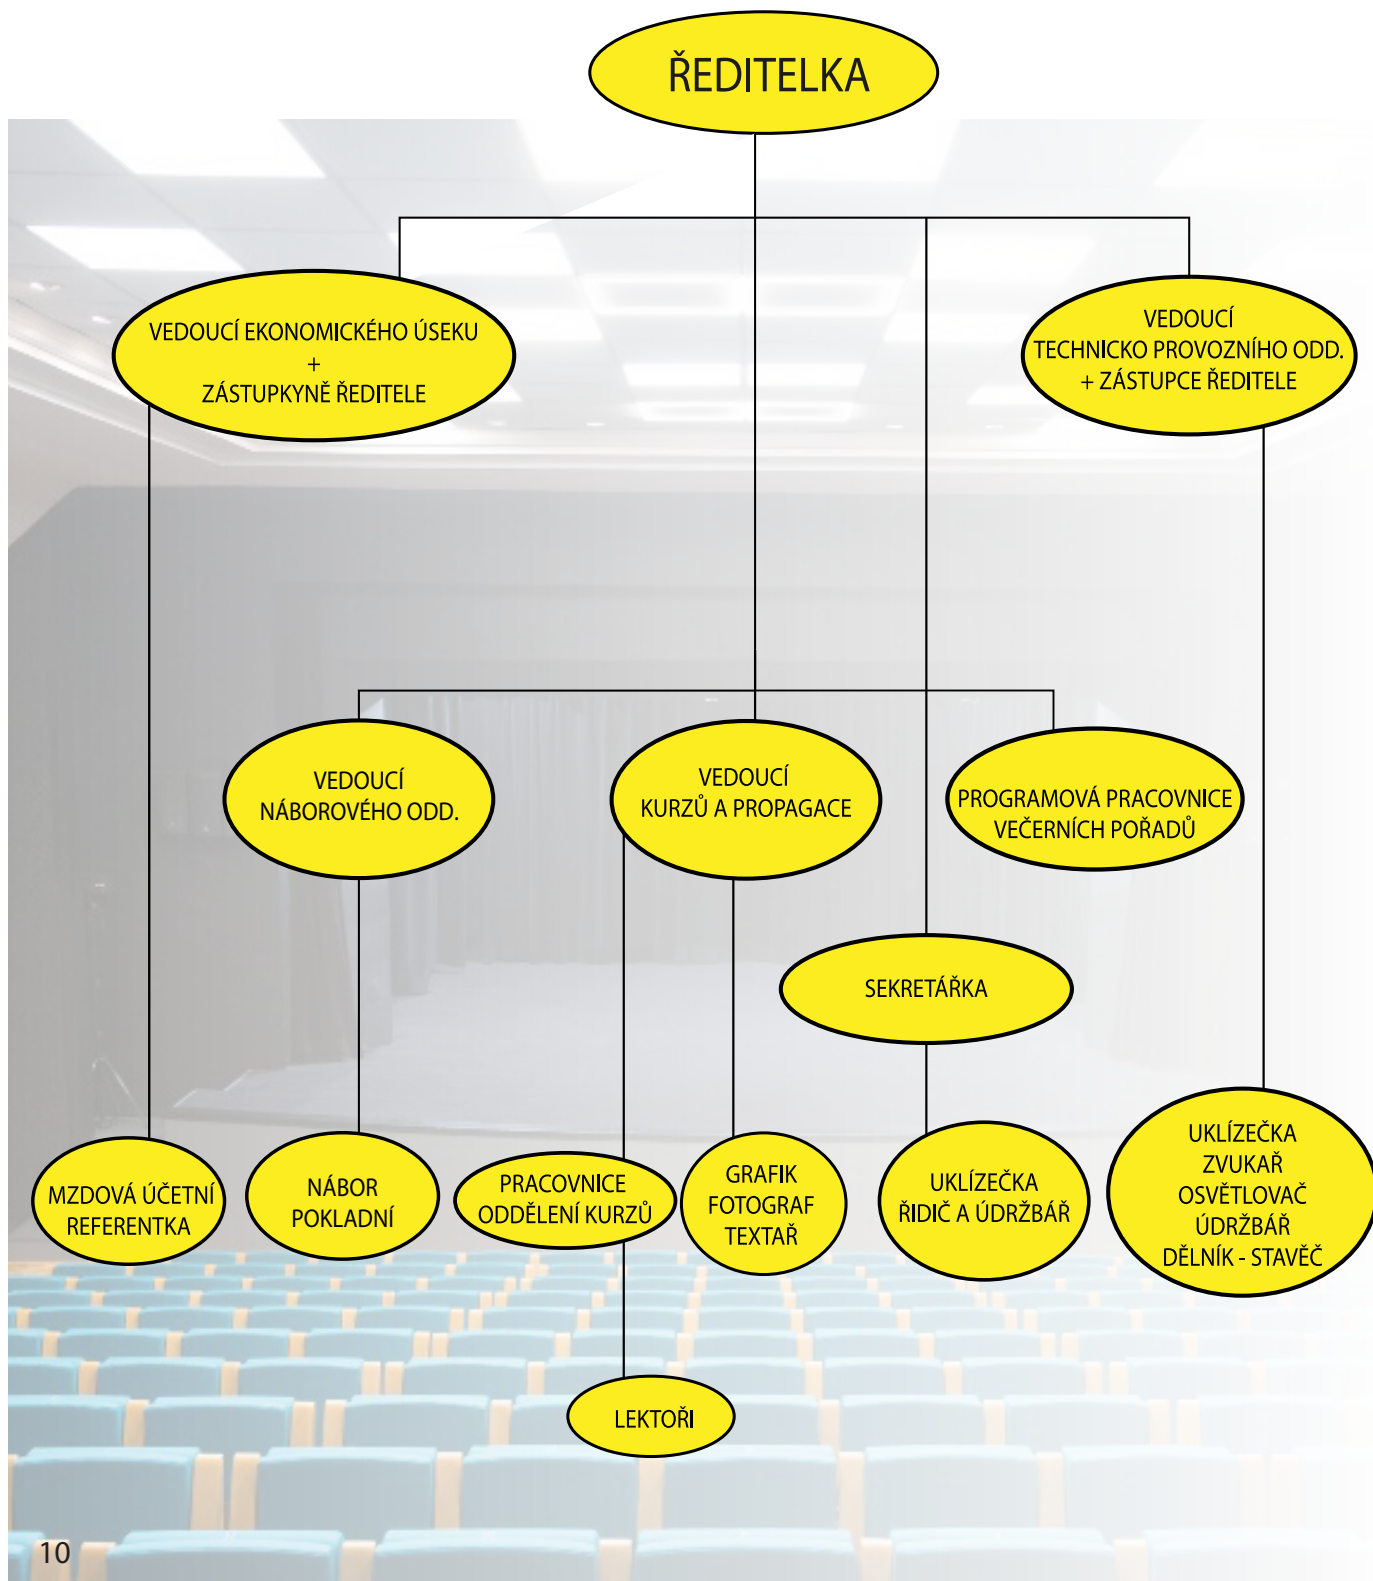 ŘEDITELKA
VEDOUCÍ EKONOMICKÉHO ÚSEKU
+
ZÁSTUPKYNĚ ŘEDITELE
VEDOUCÍ
TECHNICKO PROVOZNÍHO ODD.
+ ZÁSTUPCE ŘEDITELE
VEDOUCÍ
NÁBOROVÉHO ODD.
VEDOUCÍ
KURZŮ A PROPAGACE
PROGRAMOVÁ PRACOVNICE
VEČERNÍCH POŘADŮ
SEKRETÁŘKA
MZDOVÁ ÚČETNÍ
REFERENTKA
NÁBOR
POKLADNÍ
PRACOVNICE
ODDĚLENÍ KURZŮ
GRAFIK
FOTOGRAF
TEXTAŘ
UKLÍZEČKA
ŘIDIČ A ÚDRŽBÁŘ
UKLÍZEČKA
ZVUKAŘ
OSVĚTLOVAČ
ÚDRŽBÁŘ
DĚLNÍK - STAVĚČ
LEKTOŘI
10